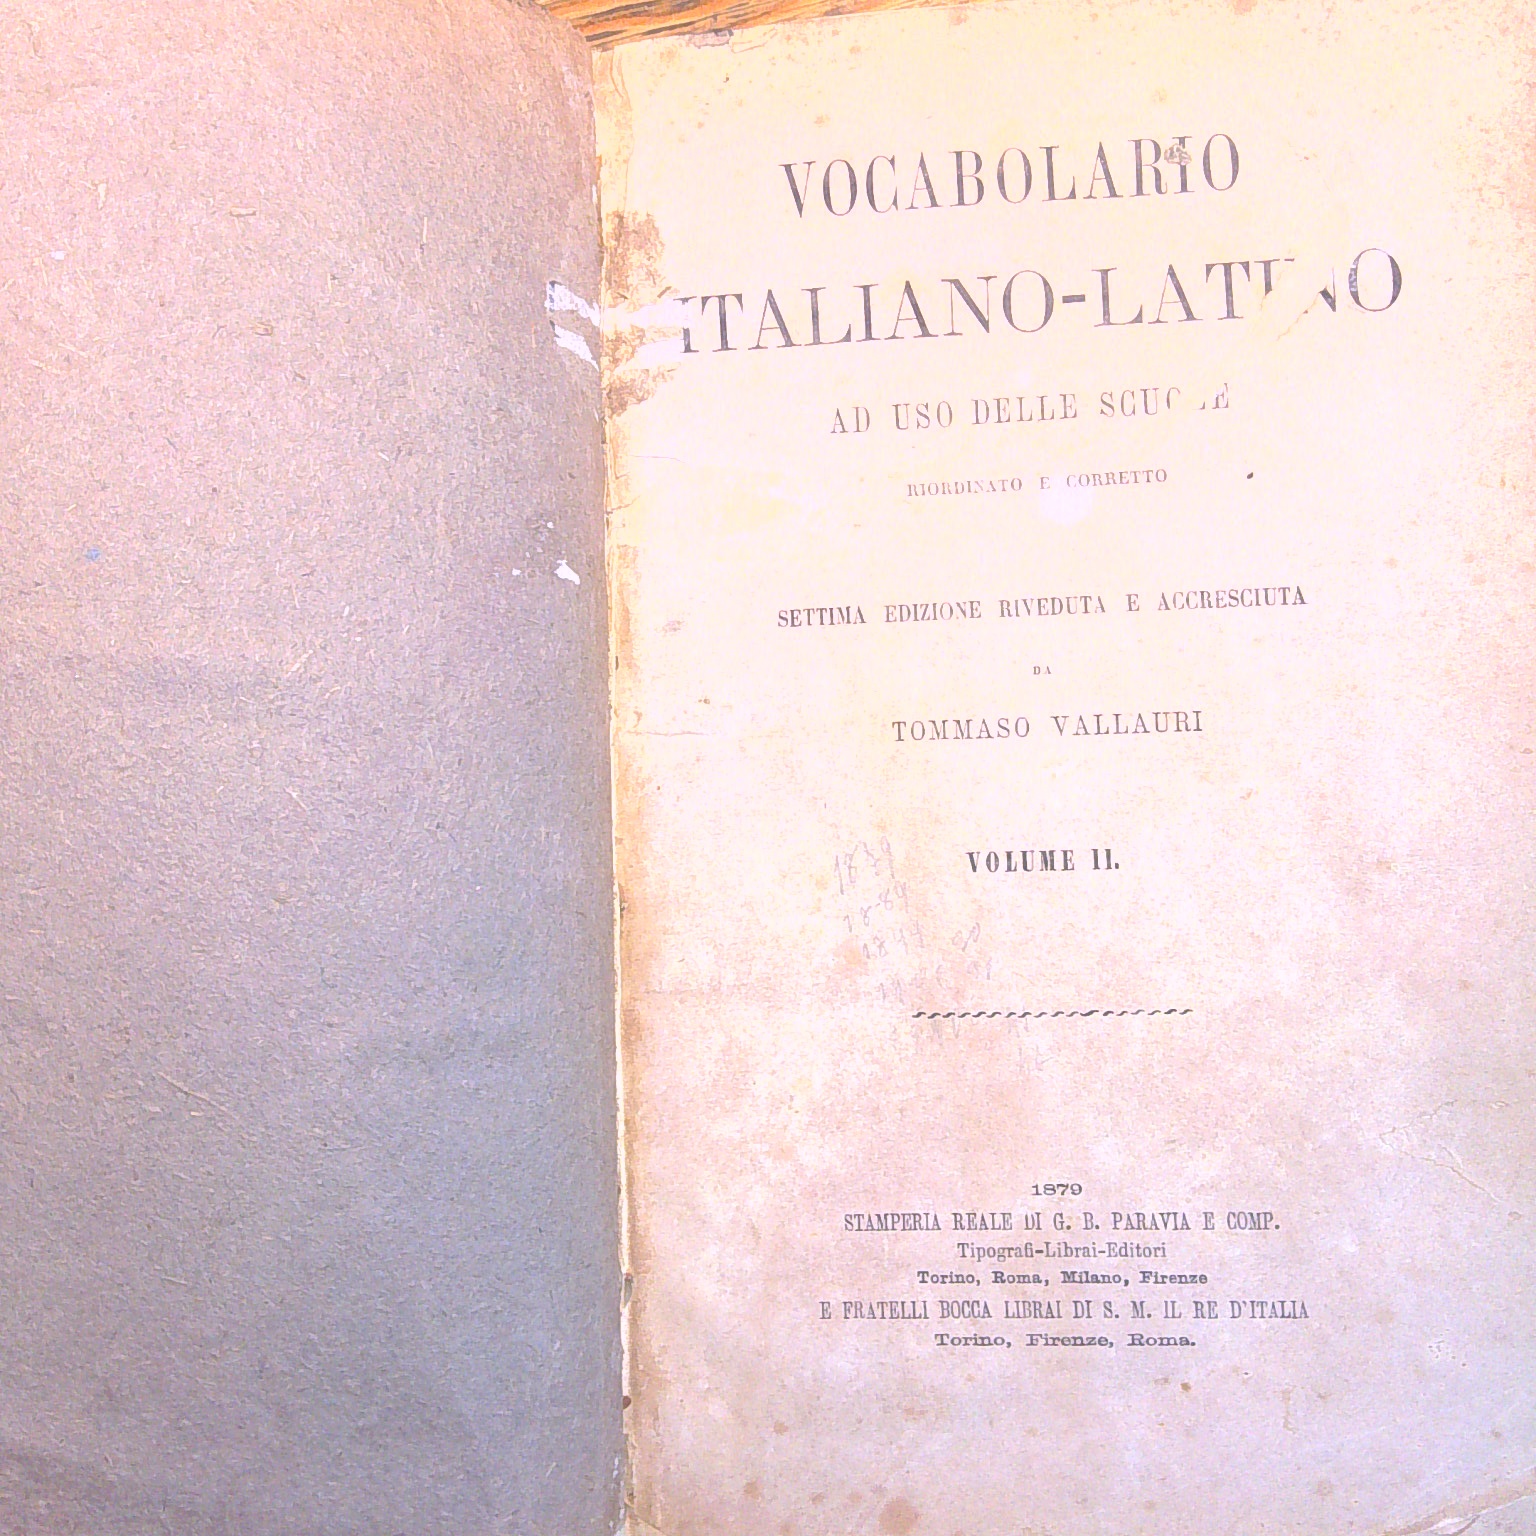 VOCABOLARIO
ITALIANO-LATINO
AD USO DELLE SCUOLE
RIORDINATO E CORRETTO
SETTIMA EDIZIONE RIVEDUTA E ACCRESCIUTA
DA
TOMMASO VALLAURI
VOLUME II.
1884
1879
STAMPERIA REALE DI G. B. PARAVIA E COMP.
Tipografi-Librai-Editori
Torino, Roma, Milano, Firenze
E FRATELLI BOCCA LIBRAI DI S. M. IL RE D'ITALIA
Torino, Firenze, Roma.